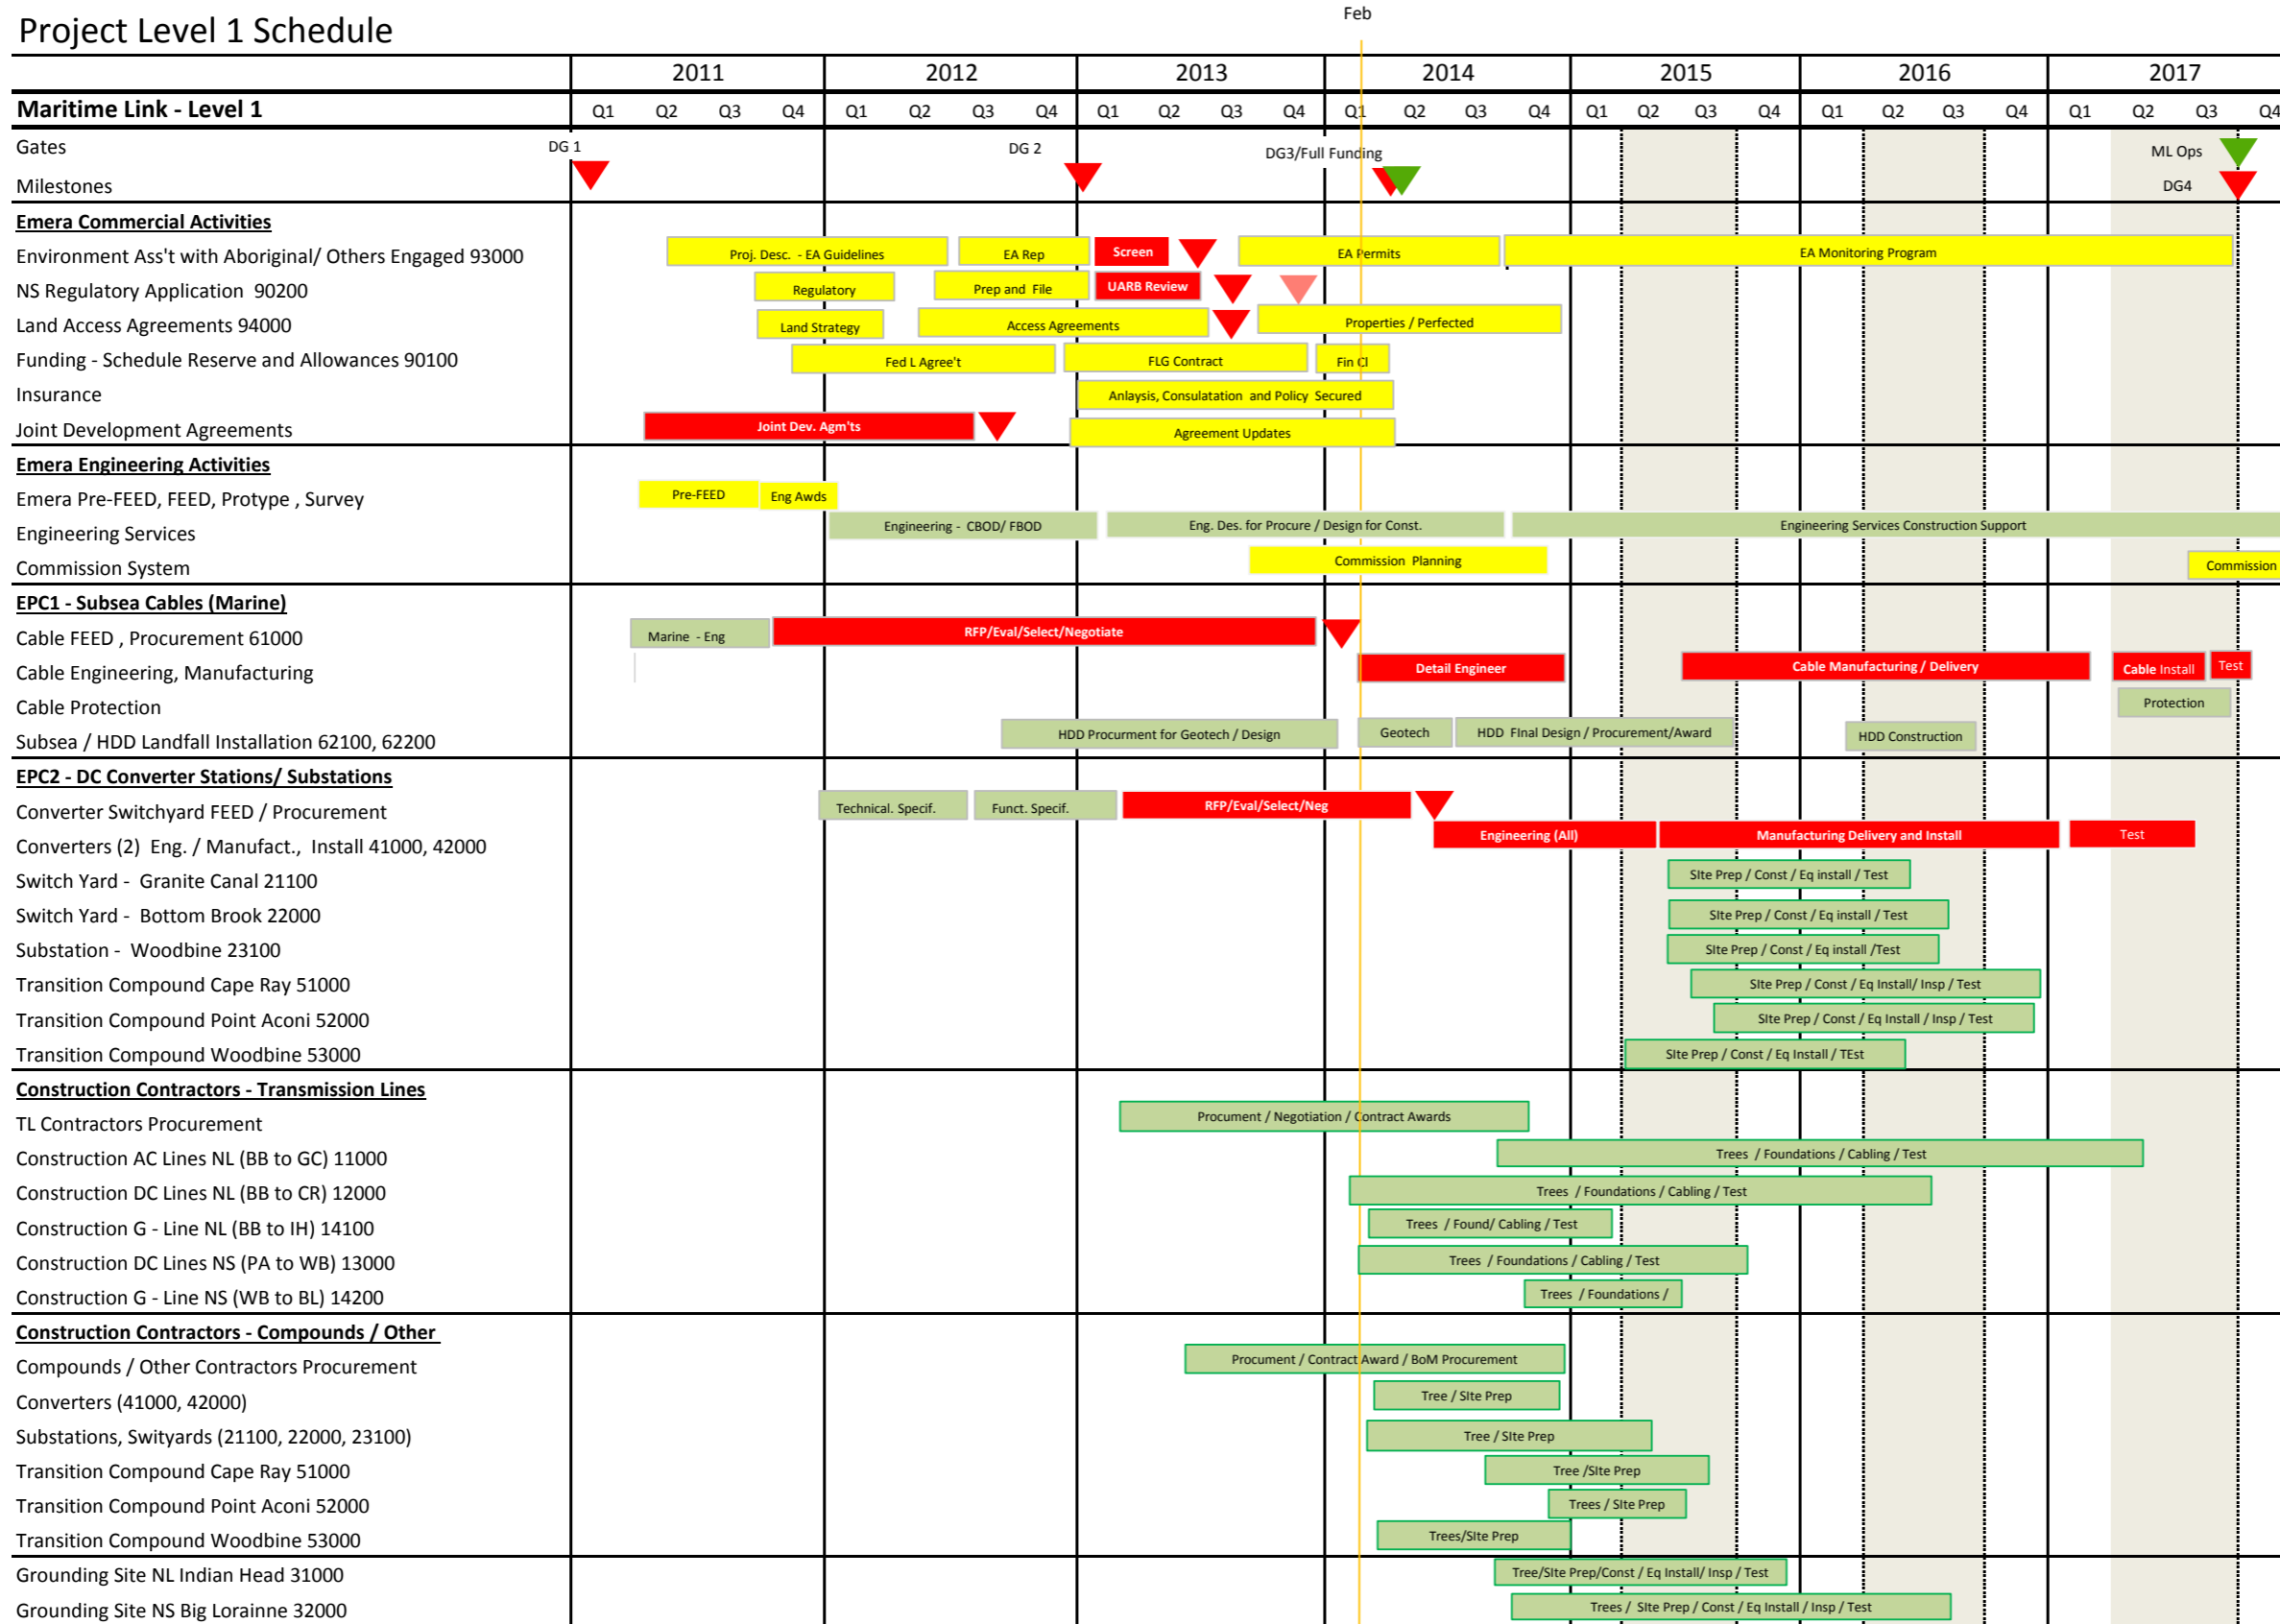 Feb
Project Level 1 Schedule
2011 2012 2013 2014 2015 2016 2017
Maritime Link - Level 1 Q1 Q2 Q3 Q4 Q1 Q2 Q3 Q4 Q1 Q2 Q3 Q4 Q1 Q2 Q3 Q4 Q1 Q2 Q3 Q4 Q1 Q2 Q3 Q4 Q1 Q2 Q3 Q4
Gates DG 1 DG 2 DG3/Full Funding ML Ops
Milestones DG4
Emera Commercial Activities
Environment Ass't with Aboriginal/ Others Engaged 93000 Proj. Desc. - EA Guidelines EA Rep Screen EA Permits EA Monitoring Program
NS Regulatory Application 90200 Regulatory Prep and File UARB Review
Land Access Agreements 94000 Land Strategy Access Agreements Properties / Perfected
Funding - Schedule Reserve and Allowances 90100 Fed L Agree't FLG Contract Fin Cl
Insurance Anlaysis, Consulatation and Policy Secured
Joint Development Agreements Joint Dev. Agm'ts Agreement Updates
Emera Engineering Activities
Emera Pre-FEED, FEED, Protype , Survey Pre-FEED Eng Awds
Engineering Services Engineering - CBOD/ FBOD Eng. Des. for Procure / Design for Const. Engineering Services Construction Support
Commission System Commission Planning Commission
EPC1 - Subsea Cables (Marine)
Cable FEED , Procurement 61000 Marine - Eng RFP/Eval/Select/Negotiate
Cable Engineering, Manufacturing Detail Engineer Cable Manufacturing / Delivery Cable Install Test
Cable Protection Protection
Subsea / HDD Landfall Installation 62100, 62200 HDD Procurment for Geotech / Design Geotech HDD FInal Design / Procurement/Award HDD Construction
EPC2 - DC Converter Stations/ Substations
Converter Switchyard FEED / Procurement Technical. Specif. Funct. Specif. RFP/Eval/Select/Neg
Converters (2) Eng. / Manufact., Install 41000, 42000 Engineering (All) Manufacturing Delivery and Install Test
Switch Yard - Granite Canal 21100 SIte Prep / Const / Eq install / Test
Switch Yard - Bottom Brook 22000 SIte Prep / Const / Eq install / Test
Substation - Woodbine 23100 SIte Prep / Const / Eq install /Test
Transition Compound Cape Ray 51000 SIte Prep / Const / Eq Install/ Insp / Test
Transition Compound Point Aconi 52000 SIte Prep / Const / Eq Install / Insp / Test
Transition Compound Woodbine 53000 SIte Prep / Const / Eq Install / TEst
Construction Contractors - Transmission Lines
TL Contractors Procurement Procument / Negotiation / Contract Awards
Construction AC Lines NL (BB to GC) 11000 Trees / Foundations / Cabling / Test
Construction DC Lines NL (BB to CR) 12000 Trees / Foundations / Cabling / Test
Construction G - Line NL (BB to IH) 14100 Trees / Found/ Cabling / Test
Construction DC Lines NS (PA to WB) 13000 Trees / Foundations / Cabling / Test
Construction G - Line NS (WB to BL) 14200 Trees / Foundations /
Construction Contractors - Compounds / Other
Compounds / Other Contractors Procurement Procument / Contract Award / BoM Procurement
Converters (41000, 42000) Tree / SIte Prep
Substations, Swityards (21100, 22000, 23100) Tree / SIte Prep
Transition Compound Cape Ray 51000 Tree /SIte Prep
Transition Compound Point Aconi 52000 Trees / SIte Prep
Transition Compound Woodbine 53000 Trees/SIte Prep
Grounding Site NL Indian Head 31000 Tree/SIte Prep/Const / Eq Install/ Insp / Test
Grounding Site NS Big Lorainne 32000 Trees / SIte Prep / Const / Eq Install / Insp / Test